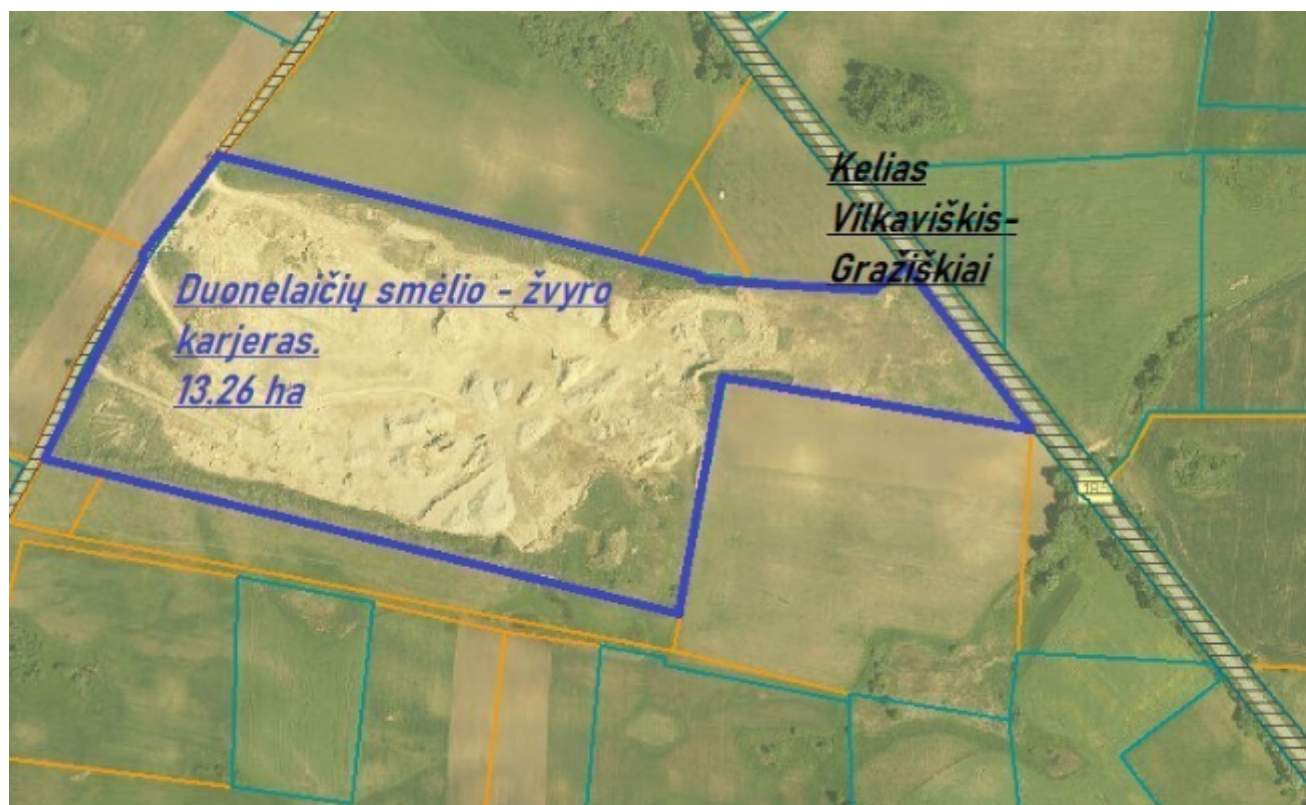 Kelias
Vilkaviškis-
Gražiškiai
Duonelaičių smėlio - žvyro
karjeras.
13.26 ha